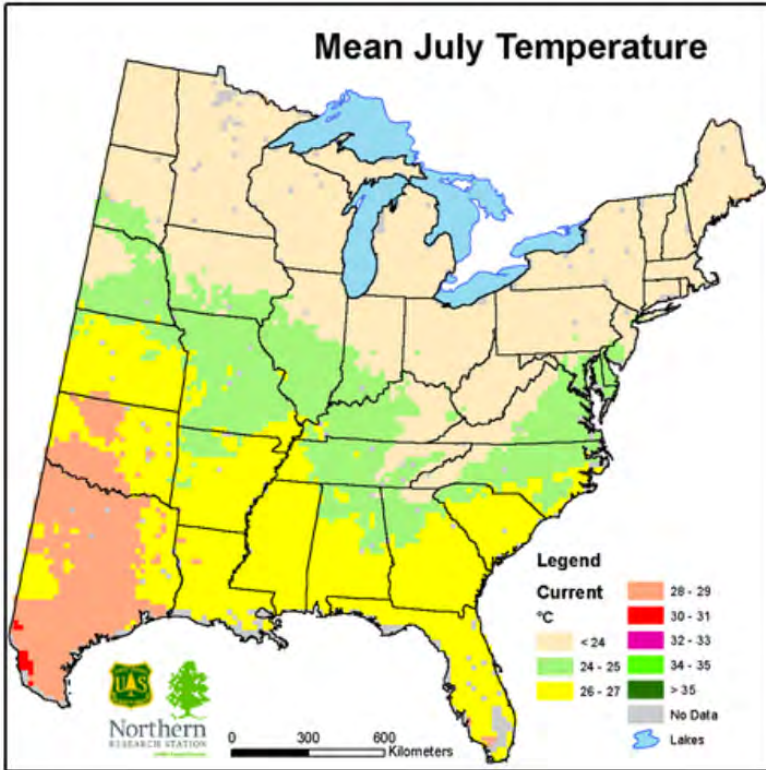 Mean July Temperature
Legend
Current
°C
< 24
24 - 25
26 - 27
28 - 29
30 - 31
32 - 33
34 - 35
> 35
No Data
Lakes
U S
Northern
RESEARCH STATION
0 300 600
Kilometers